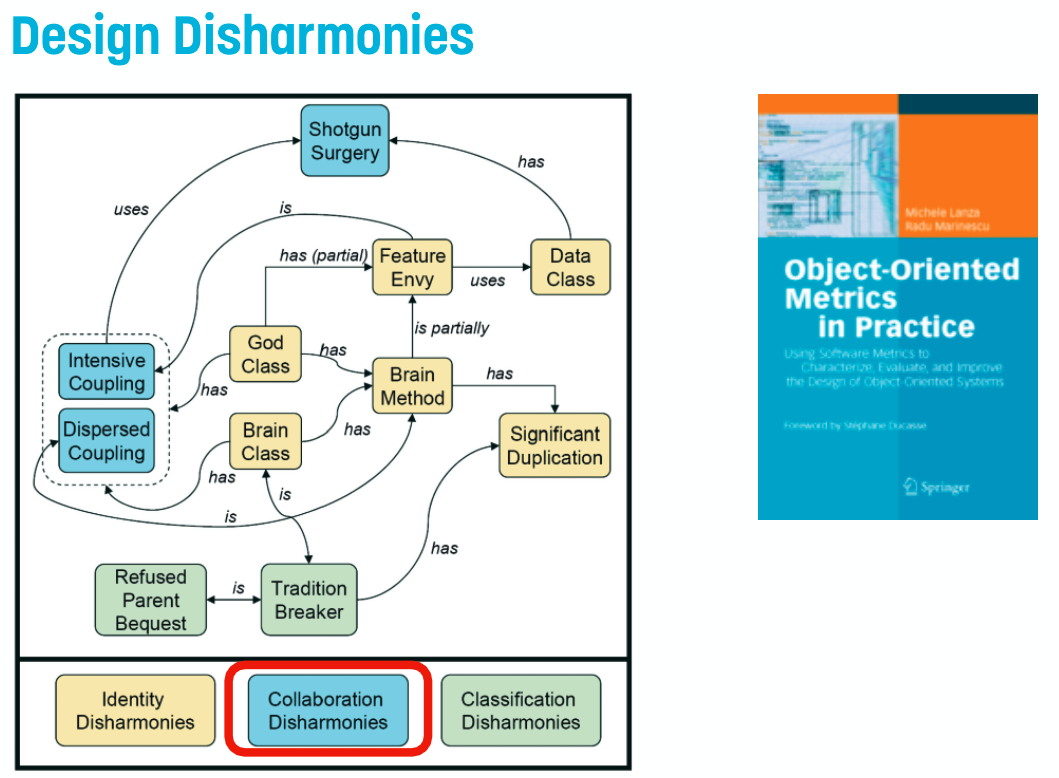 Design Disharmonies
Shotgun
Surgery
has
uses
is
has (partial)
Feature
Envy
uses
Data
Class
is partially
God
Class
has
has
Intensive
Coupling
Brain
Method
has
Dispersed
Coupling
Brain
Class
has
has
Significant
Duplication
is
is
has
Refused
Parent
Bequest
is
Tradition
Breaker
Identity
Disharmonies
Collaboration
Disharmonies
Classification
Disharmonies
Michele Lanza
Radu Marinescu
Object-Oriented
Metrics
in Practice
Using Software Metrics to
Characterize, Evaluate, and Improve
the Design of Object-Oriented Systems
Foreword by Stéphane Ducasse
Springer